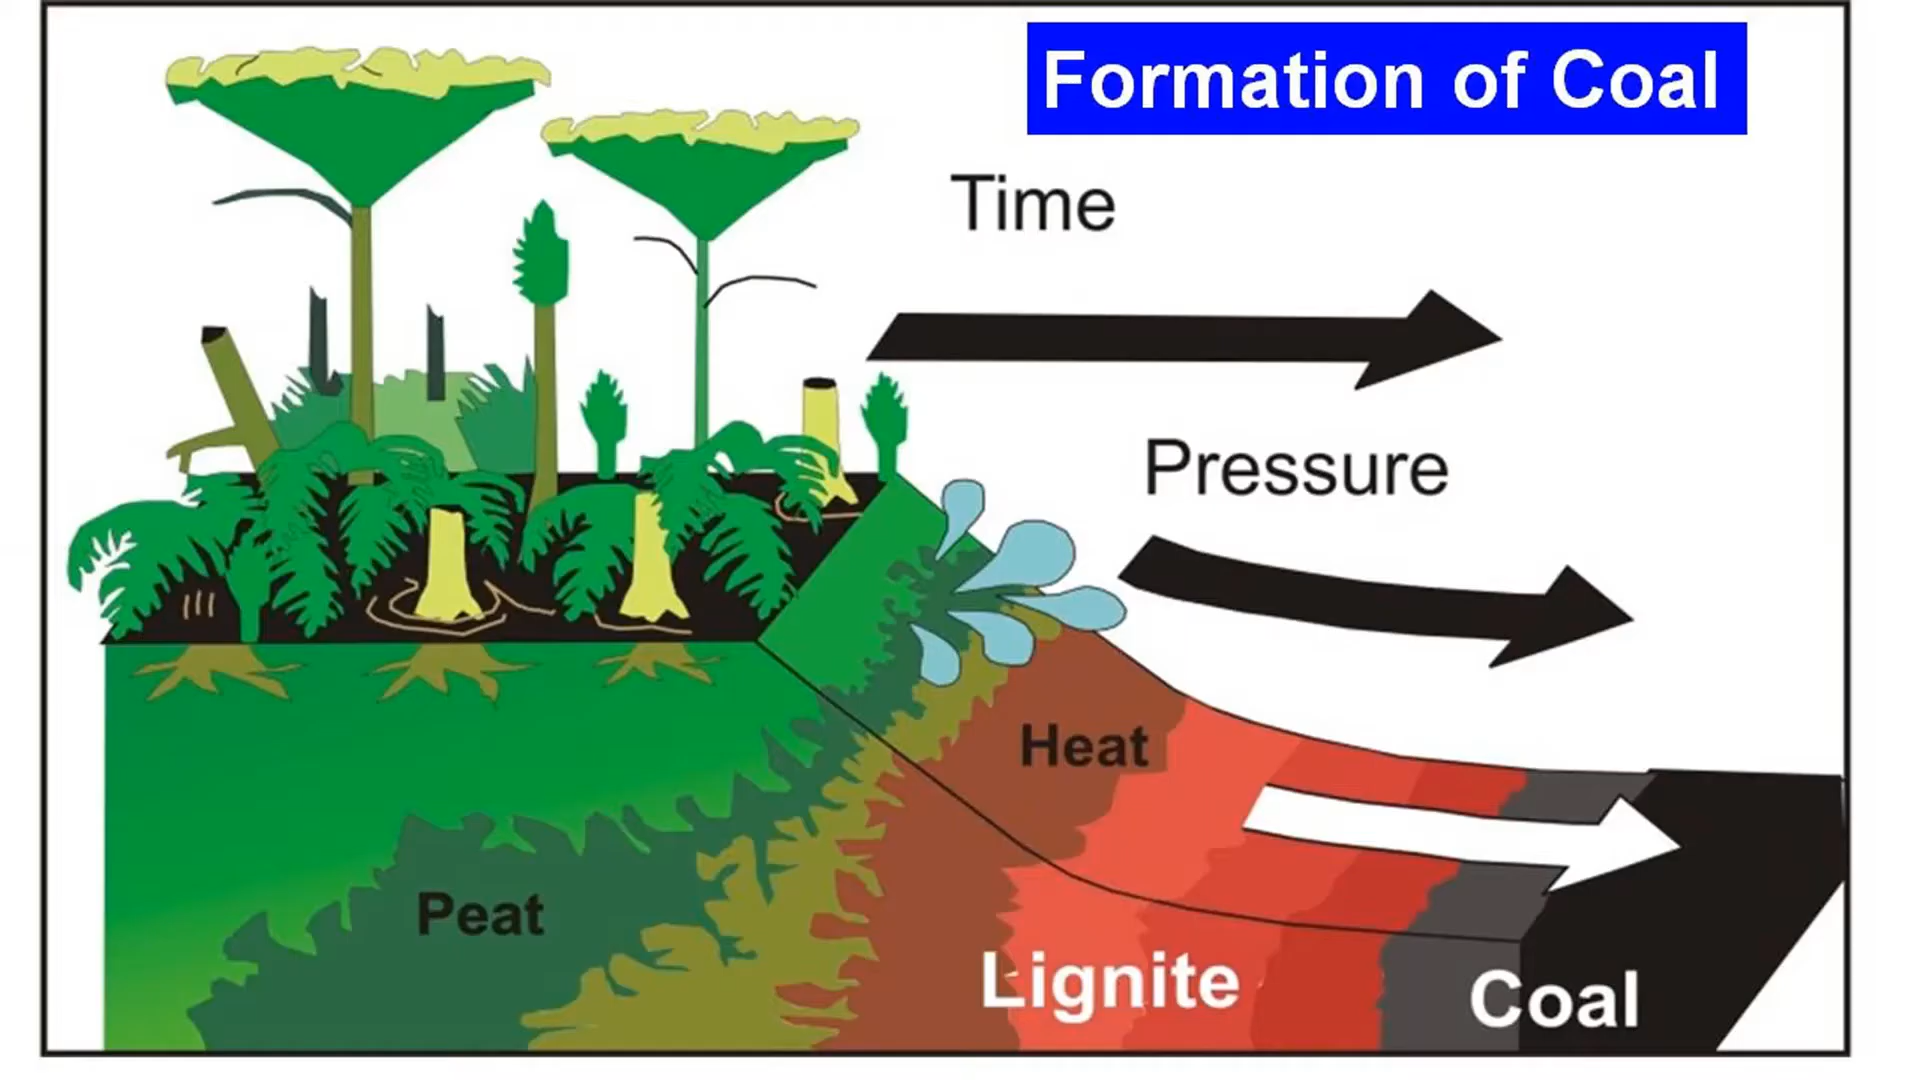 Formation of Coal
Time
Pressure
Heat
Peat
Lignite
Coal